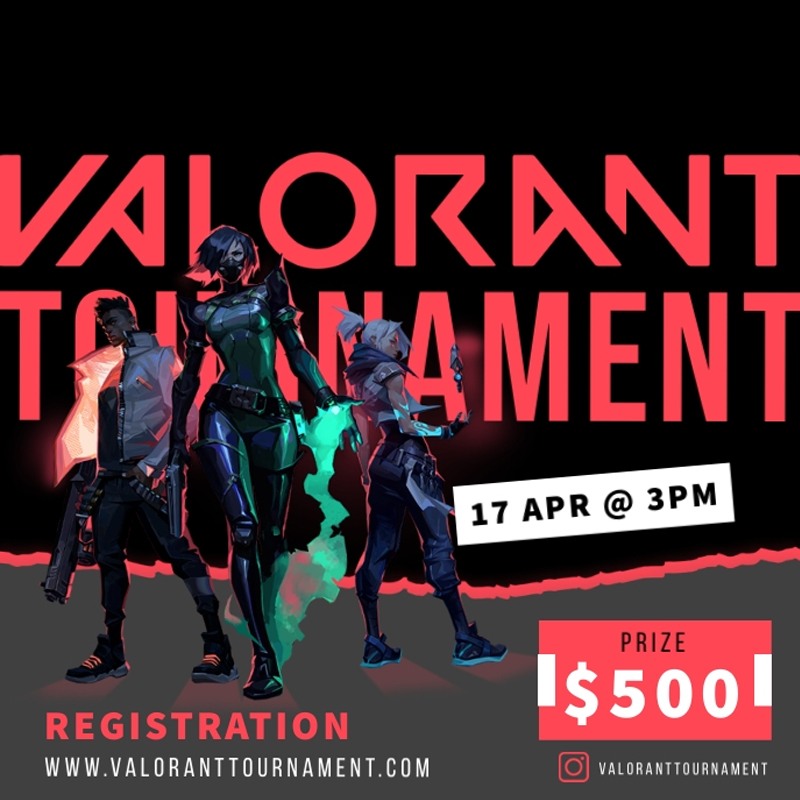 VALORANT
TOURNAMENT
17 APR @ 3PM
PRIZE
$500
REGISTRATION
WWW.VALORANTTOURNAMENT.COM
VALORANTTOURNAMENT